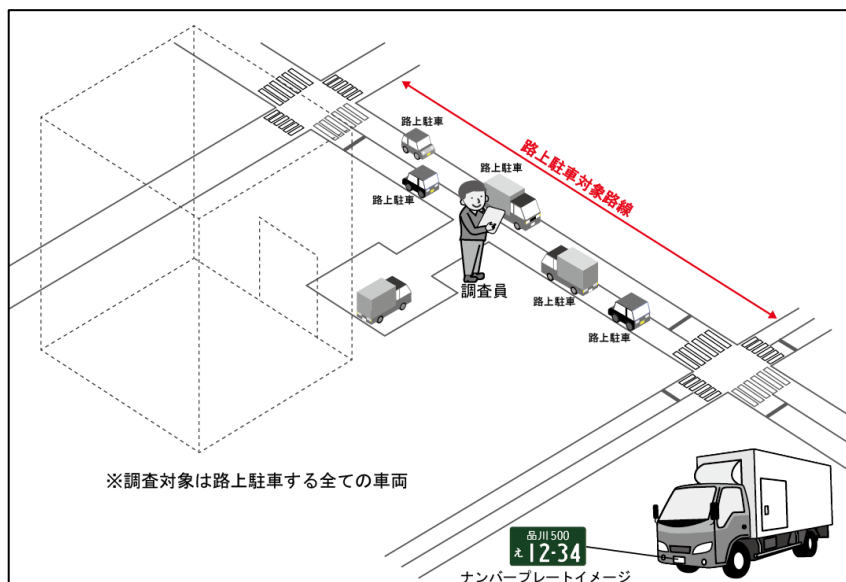 路上駐車
路上駐車
路上駐車
路上駐車対象路線
調査員
路上駐車
路上駐車
※調査対象は路上駐車する全ての車両
品川500
え 12-34
ナンバープレートイメージ